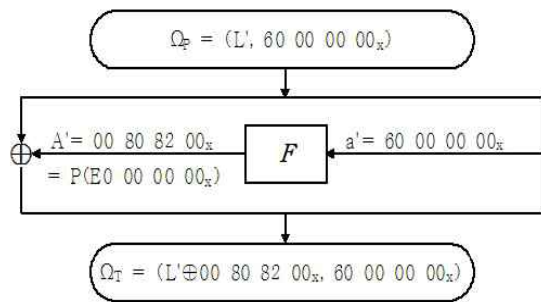 Ω_P = (L', 60 00 00 00_x)
A'= 00 80 82 00_x
F
a'= 60 00 00 00_x
= P(E0 00 00 00_x)
Ω_T = (L'⊕00 80 82 00_x, 60 00 00 00_x)